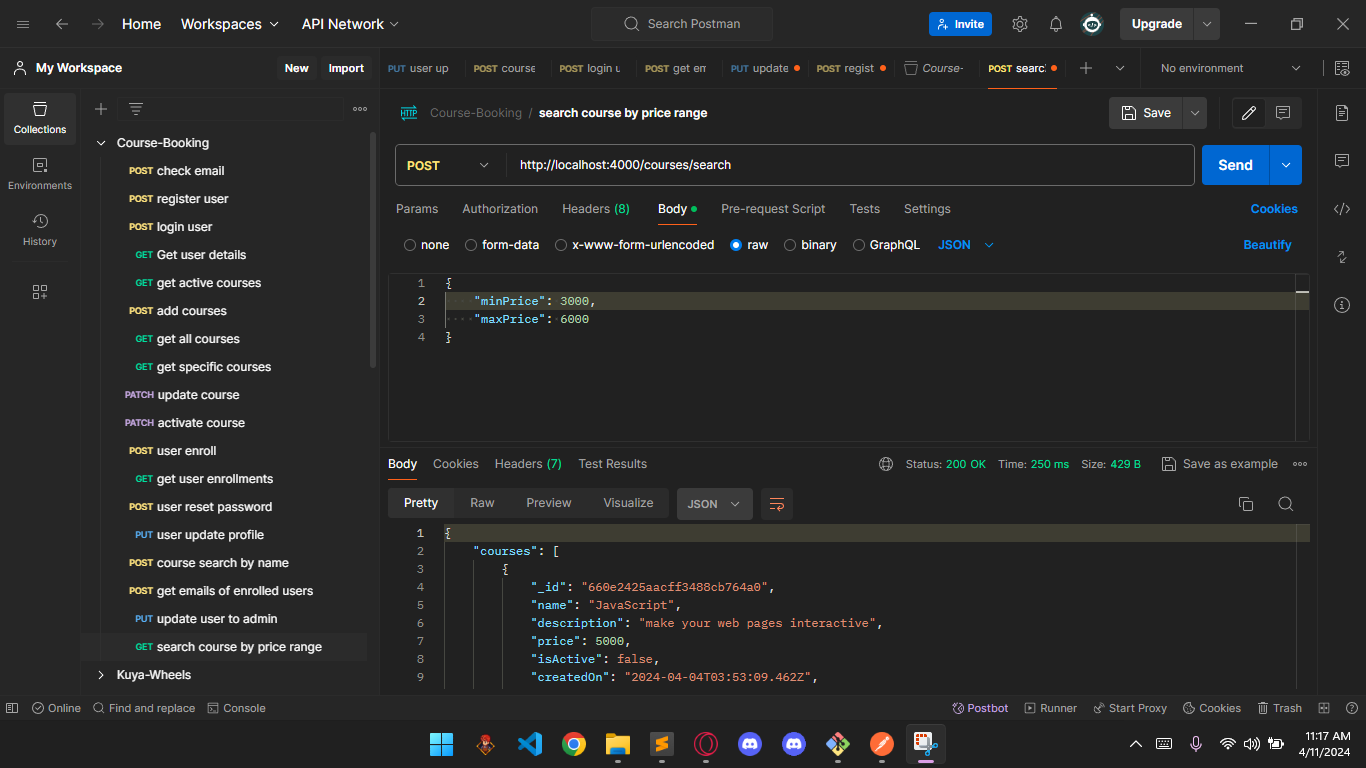 Home Workspaces API Network Search Postman Invite Upgrade
My Workspace New Import PUT user up POST course POST login u POST get em PUT update POST regist Course- POST search No environment
Collections
Environments
History
Course-Booking
POST check email
POST register user
POST login user
GET Get user details
GET get active courses
POST add courses
GET get all courses
GET get specific courses
PATCH update course
PATCH activate course
POST user enroll
GET get user enrollments
POST user reset password
PUT user update profile
POST course search by name
POST get emails of enrolled users
PUT update user to admin
GET search course by price range
Kuya-Wheels
HTTP Course-Booking / search course by price range Save
POST http://localhost:4000/courses/search Send
Params Authorization Headers (8) Body Pre-request Script Tests Settings Cookies
none form-data x-www-form-urlencoded raw binary GraphQL JSON Beautify
1 {
2 "minPrice": 3000,
3 "maxPrice": 6000
4 }
Body Cookies Headers (7) Test Results Status: 200 OK Time: 250 ms Size: 429 B Save as example
Pretty Raw Preview Visualize JSON
1 {
2 "courses": [
3 {
4 "_id": "660e2425aacff3488cb764a0",
5 "name": "JavaScript",
6 "description": "make your web pages interactive",
7 "price": 5000,
8 "isActive": false,
9 "createdOn": "2024-04-04T03:53:09.462Z",
Online Find and replace Console Postbot Runner Start Proxy Cookies Trash
11:17 AM
4/11/2024